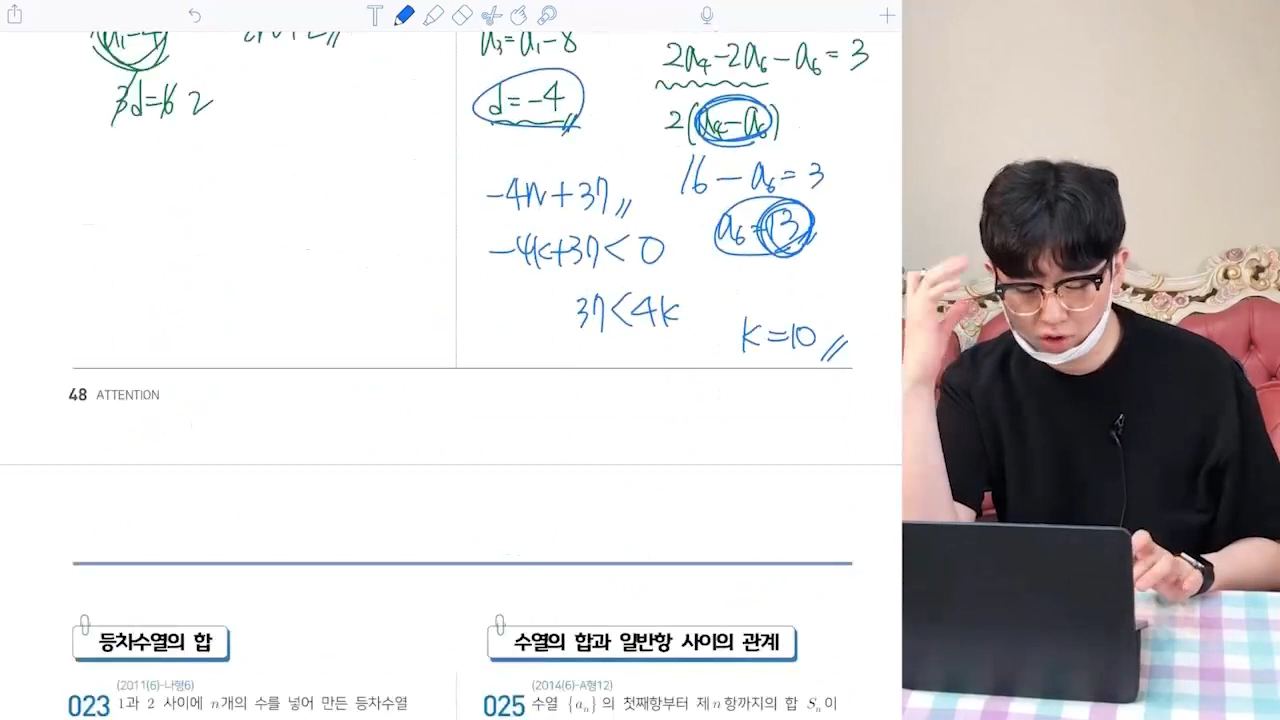 a₁-4
3d=6 2
a₃=a₁-8
d=-4
-4n+37
-4k+37<0
37<4k
2a₄-2a₆-a₆=3
2(a₄-a₆)
16-a₆=3
a₆=13
k=10
48 ATTENTION
등차수열의 합
(2011(6)-나형6)
023 1과 2 사이에 n개의 수를 넣어 만든 등차수열
수열의 합과 일반항 사이의 관계
(2014(6)-A형12)
025 수열 {aₙ}의 첫째항부터 제n항까지의 합 Sₙ이